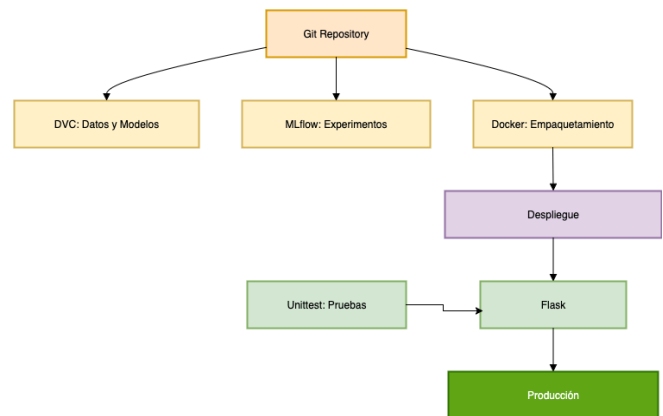 Git Repository
DVC: Datos y Modelos
MLflow: Experimentos
Docker: Empaquetamiento
Despliegue
Unittest: Pruebas
Flask
Producción